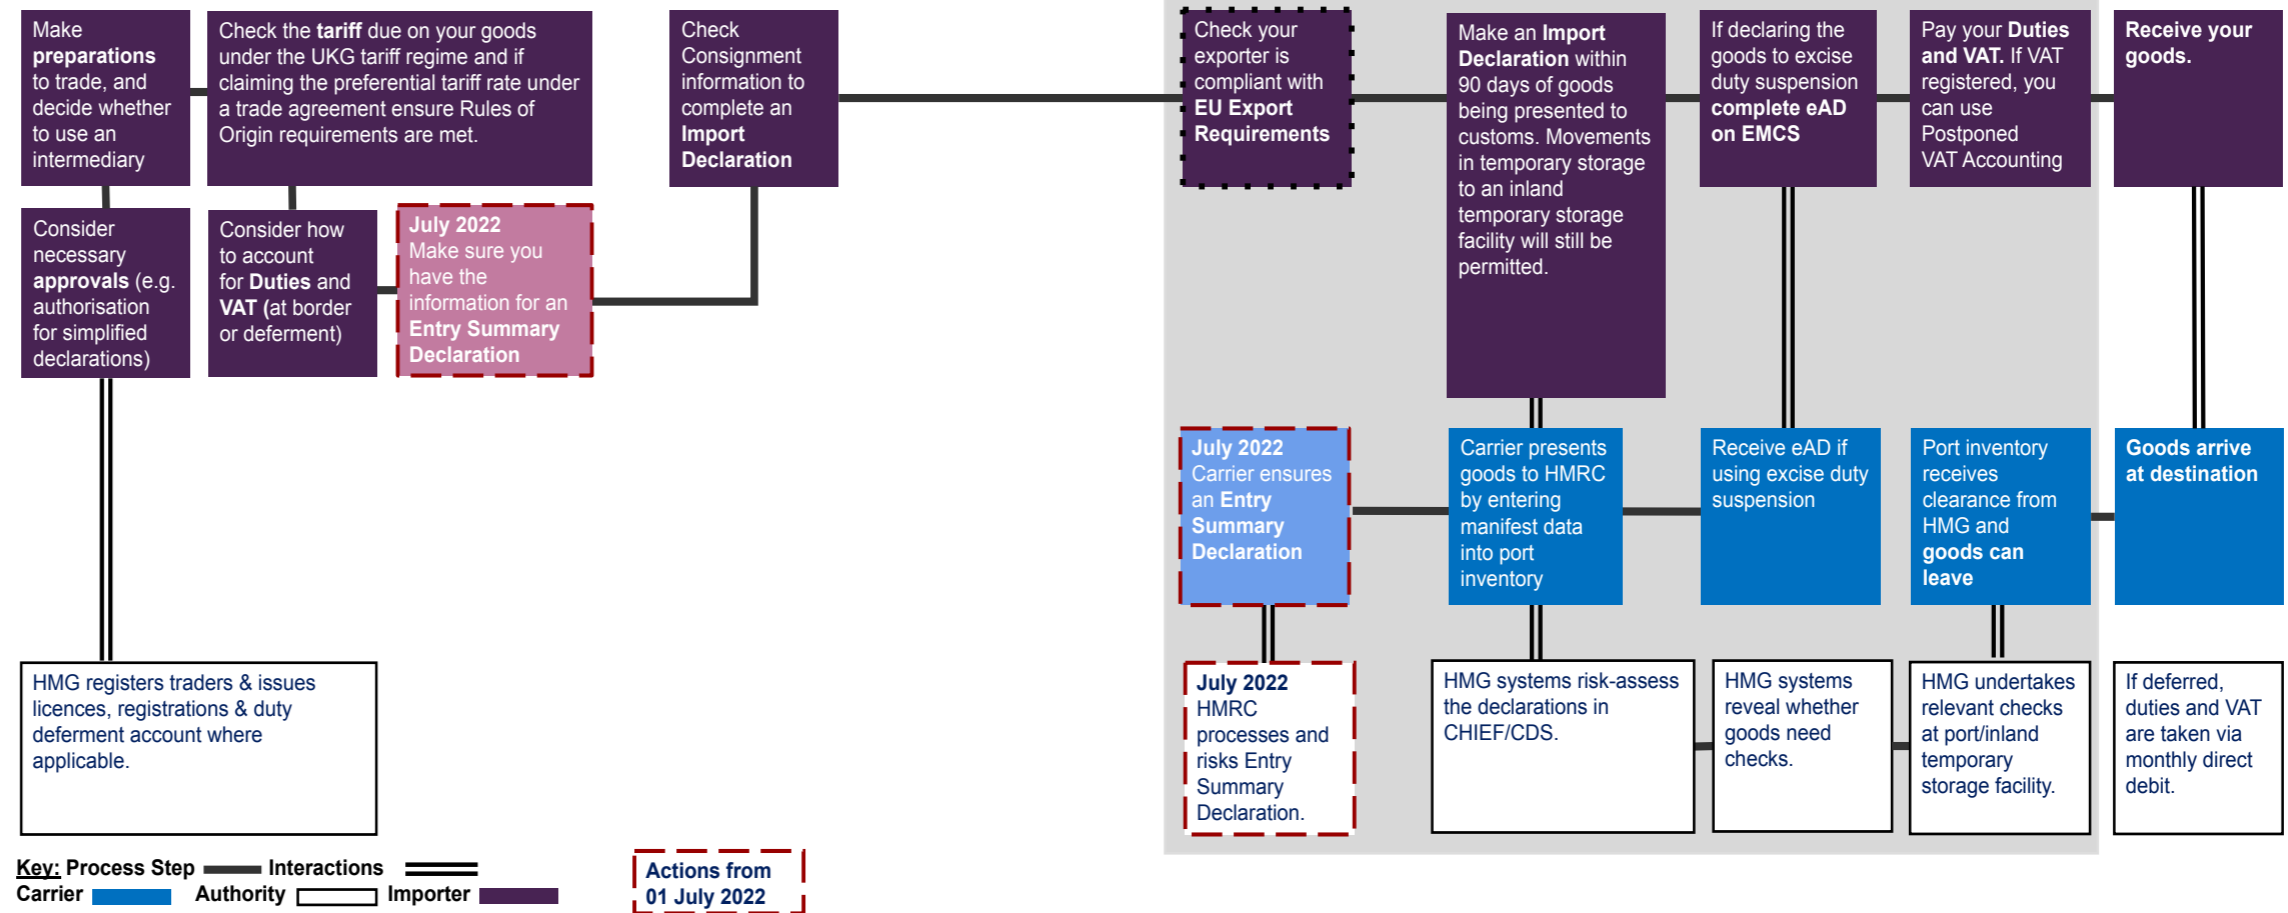 Make
preparations
to trade, and
decide whether
to use an
intermediary
Check the tariff due on your goods
under the UKG tariff regime and if
claiming the preferential tariff rate under
a trade agreement ensure Rules of
Origin requirements are met.
Check
Consignment
information to
complete an
Import
Declaration
Check your
exporter is
compliant with
EU Export
Requirements
Make an Import
Declaration within
90 days of goods
being presented to
customs. Movements
in temporary storage
to an inland
temporary storage
facility will still be
permitted.
If declaring the
goods to excise
duty suspension
complete eAD
on EMCS
Pay your Duties
and VAT. If VAT
registered, you
can use
Postponed
VAT Accounting
Receive your
goods.
Consider
necessary
approvals (e.g.
authorisation
for simplified
declarations)
Consider how
to account
for Duties and
VAT (at border
or deferment)
July 2022
Make sure you
have the
information for an
Entry Summary
Declaration
July 2022
Carrier ensures
an Entry
Summary
Declaration
Carrier presents
goods to HMRC
by entering
manifest data
into port
inventory
Receive eAD if
using excise duty
suspension
Port inventory
receives
clearance from
HMG and
goods can
leave
Goods arrive
at destination
HMG registers traders & issues
licences, registrations & duty
deferment account where
applicable.
July 2022
HMRC
processes and
risks Entry
Summary
Declaration.
HMG systems risk-assess
the declarations in
CHIEF/CDS.
HMG systems
reveal whether
goods need
checks.
HMG undertakes
relevant checks
at port/inland
temporary
storage facility.
If deferred,
duties and VAT
are taken via
monthly direct
debit.
Key: Process Step Interactions
Carrier Authority Importer
Actions from
01 July 2022